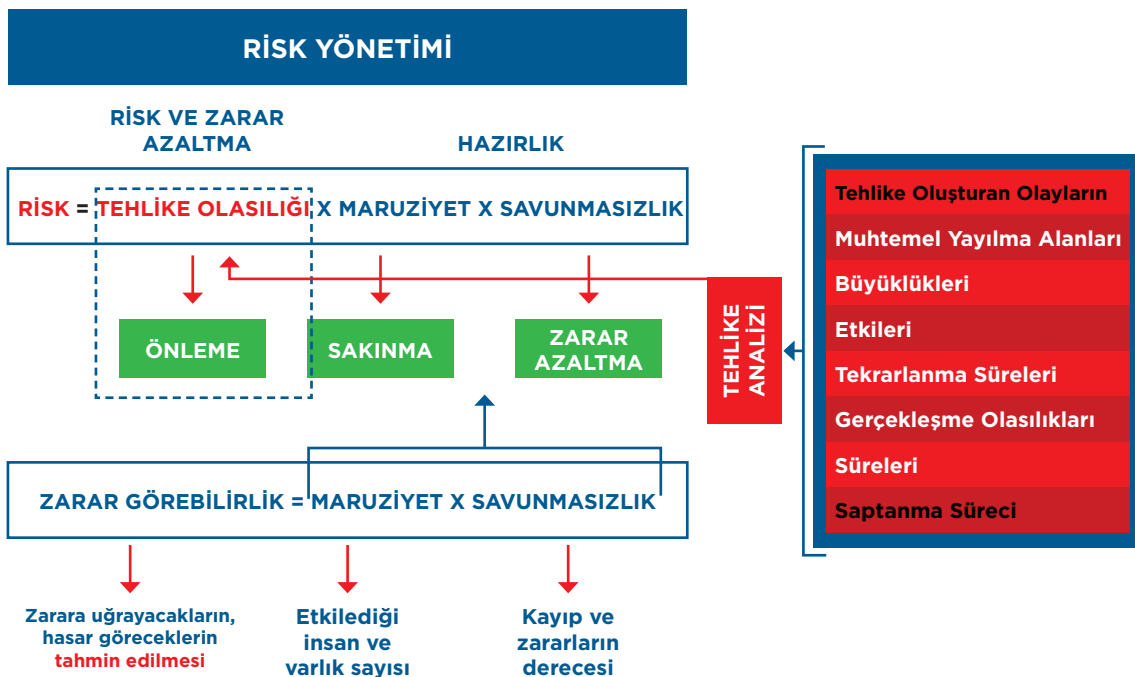 RİSK YÖNETİMİ
RİSK VE ZARAR
AZALTMA
HAZIRLIK
RİSK = TEHLİKE OLASILIĞI X MARUZİYET X SAVUNMASIZLIK
ÖNLEME
SAKINMA
ZARAR
AZALTMA
TEHLİKE
ANALİZİ
Tehlike Oluşturan Olayların
Muhtemel Yayılma Alanları
Büyüklükleri
Etkileri
Tekrarlanma Süreleri
Gerçekleşme Olasılıkları
Süreleri
Saptanma Süreci
ZARAR GÖREBİLİRLİK = MARUZİYET X SAVUNMASIZLIK
Zarara uğrayacakların,
hasar göreceklerin
tahmin edilmesi
Etkilediği
insan ve
varlık sayısı
Kayıp ve
zararların
derecesi